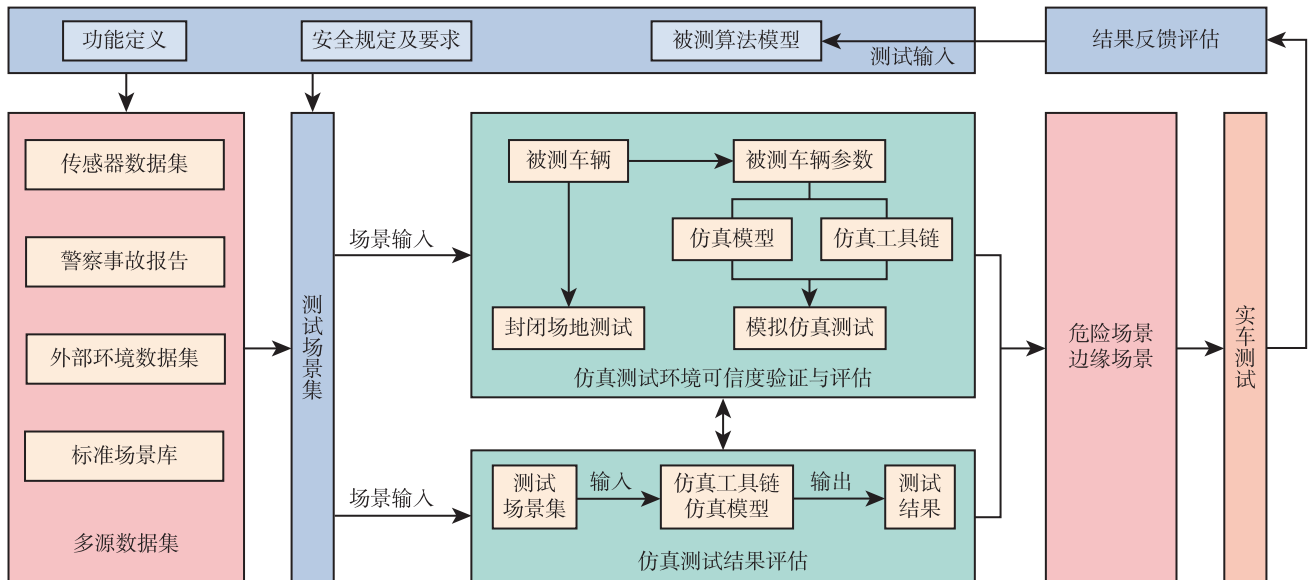 功能定义
安全规定及要求
被测算法模型
测试输入
结果反馈评估
传感器数据集
警察事故报告
外部环境数据集
标准场景库
多源数据集
测试场景集
场景输入
场景输入
被测车辆
被测车辆参数
仿真模型
仿真工具链
封闭场地测试
模拟仿真测试
仿真测试环境可信度验证与评估
测试
场景集
输入
仿真工具链
仿真模型
输出
测试
结果
仿真测试结果评估
危险场景
边缘场景
实车测试